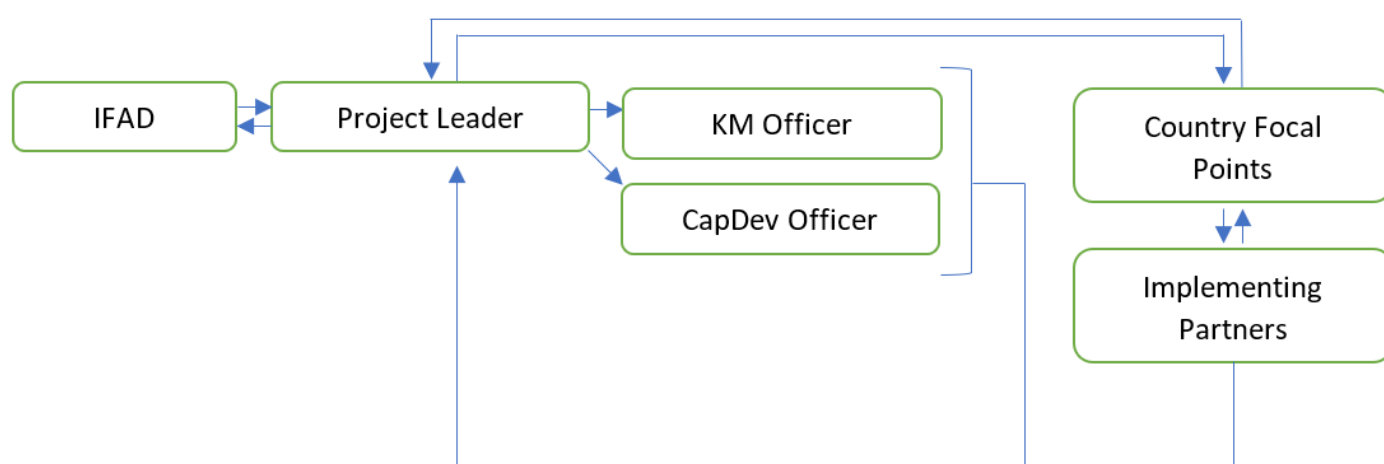 IFAD
Project Leader
KM Officer
CapDev Officer
Country Focal
Points
Implementing
Partners